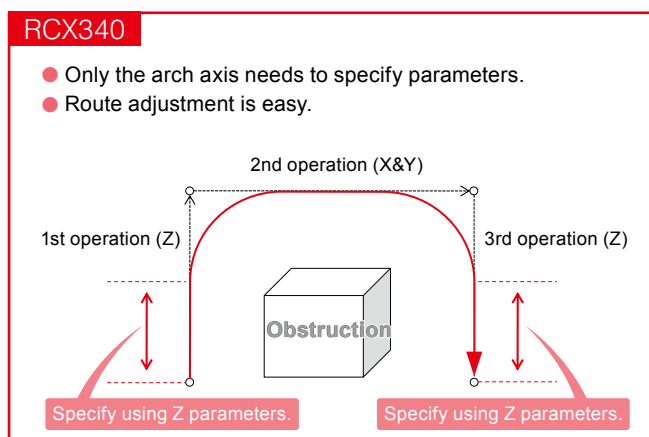 RCX340
Only the arch axis needs to specify parameters.
Route adjustment is easy.
2nd operation (X&Y)
1st operation (Z)
3rd operation (Z)
Obstruction
Specify using Z parameters.
Specify using Z parameters.